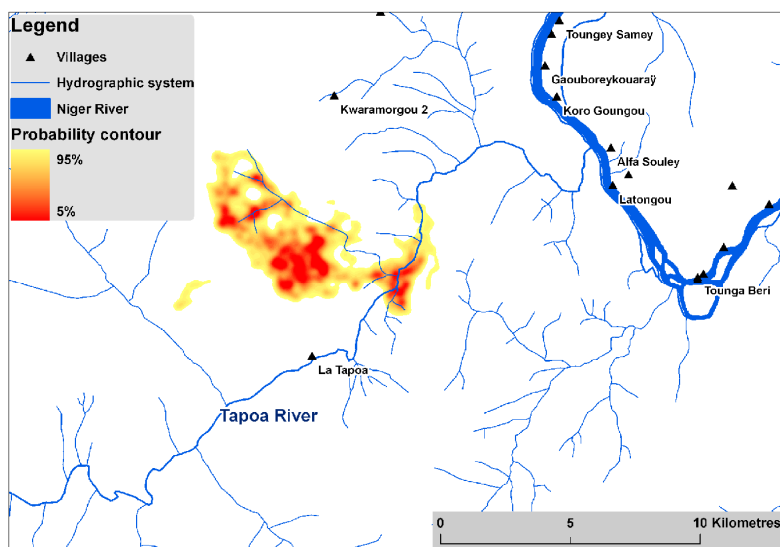 Legend
Villages
Hydrographic system
Niger River
Probability contour
95%
5%
Toungey Samey
Gaouboreykouaraÿ
Kwaramorgou 2
Koro Goungou
Alfa Souley
Latongou
Tounga Beri
La Tapoa
Tapoa River
0 5 10 Kilometres